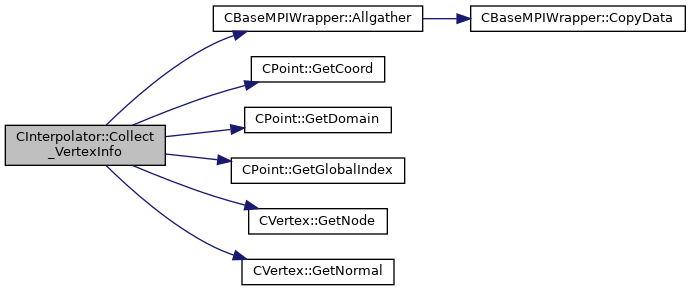 CInterpolator::Collect
_VertexInfo
CBaseMPIWrapper::Allgather
CBaseMPIWrapper::CopyData
CPoint::GetCoord
CPoint::GetDomain
CPoint::GetGlobalIndex
CVertex::GetNode
CVertex::GetNormal